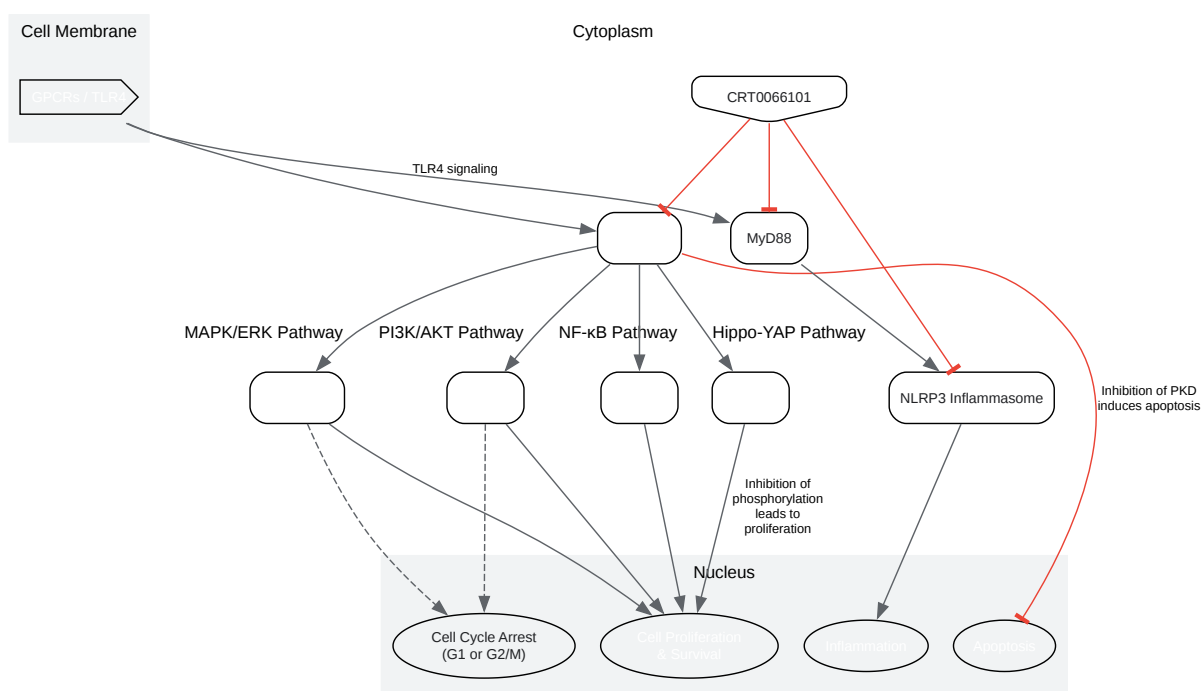 Cell Membrane
Cytoplasm
GPCRs / TLR4
CRT0066101
TLR4 signaling
MyD88
MAPK/ERK Pathway
PI3K/AKT Pathway
NF-κB Pathway
Hippo-YAP Pathway
NLRP3 Inflammasome
Inhibition of PKD
induces apoptosis
Inhibition of
phosphorylation
leads to
proliferation
Nucleus
Cell Cycle Arrest
(G1 or G2/M)
Cell Proliferation
& Survival
Inflammation
Apoptosis